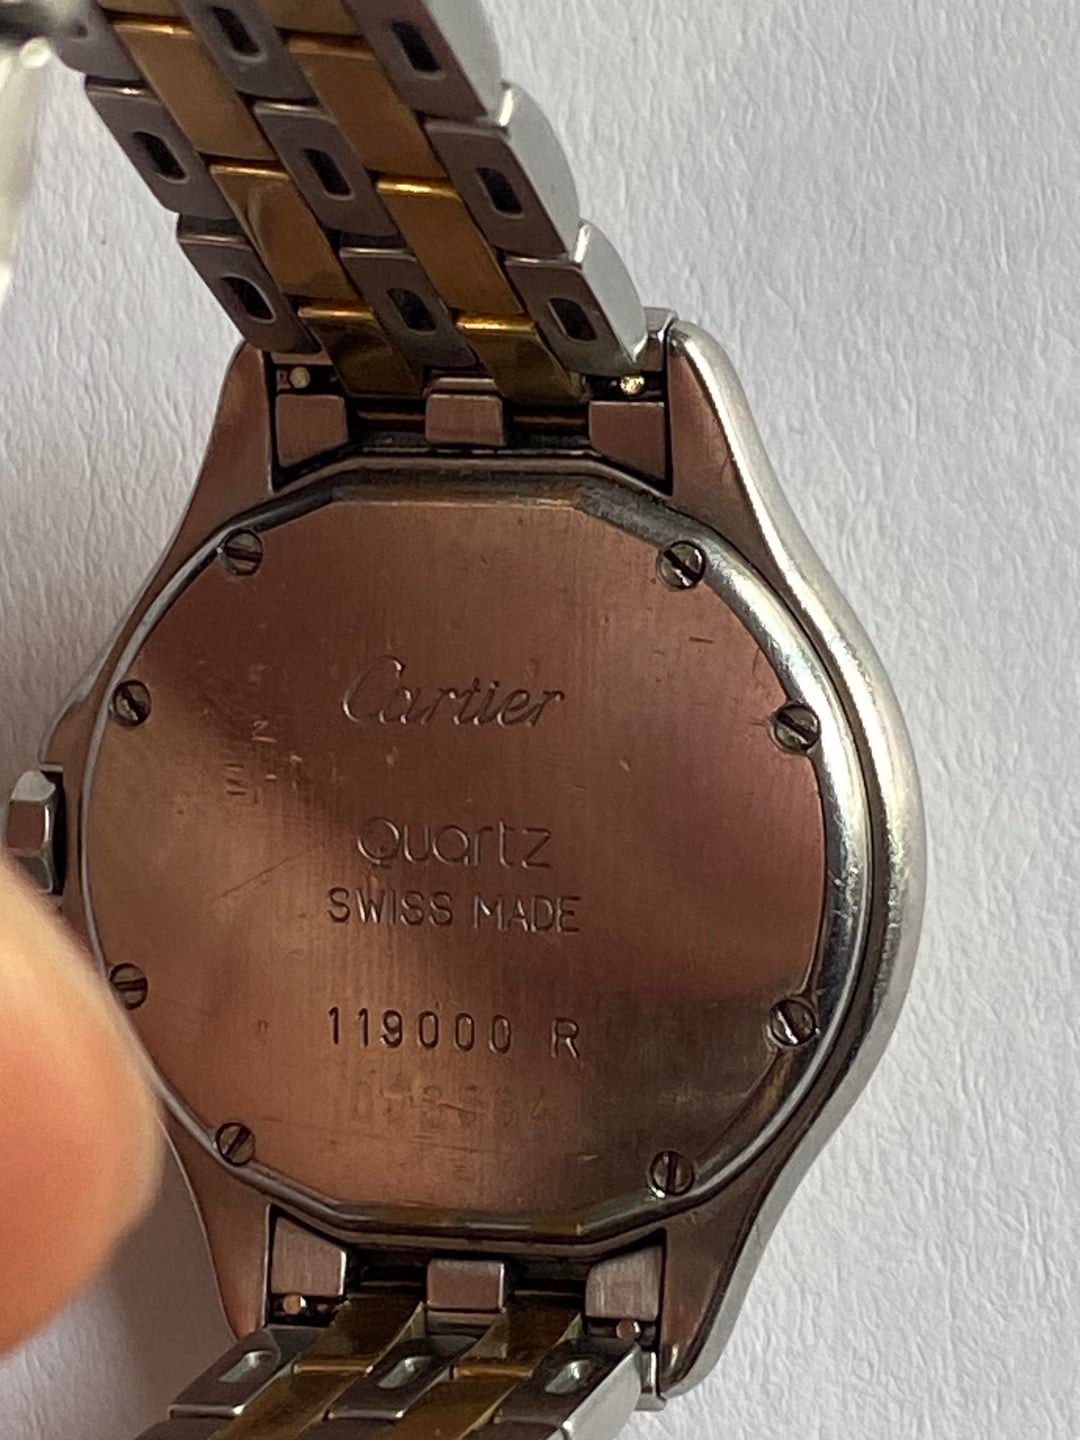 Cartier
Quartz
SWISS MADE
119000 R